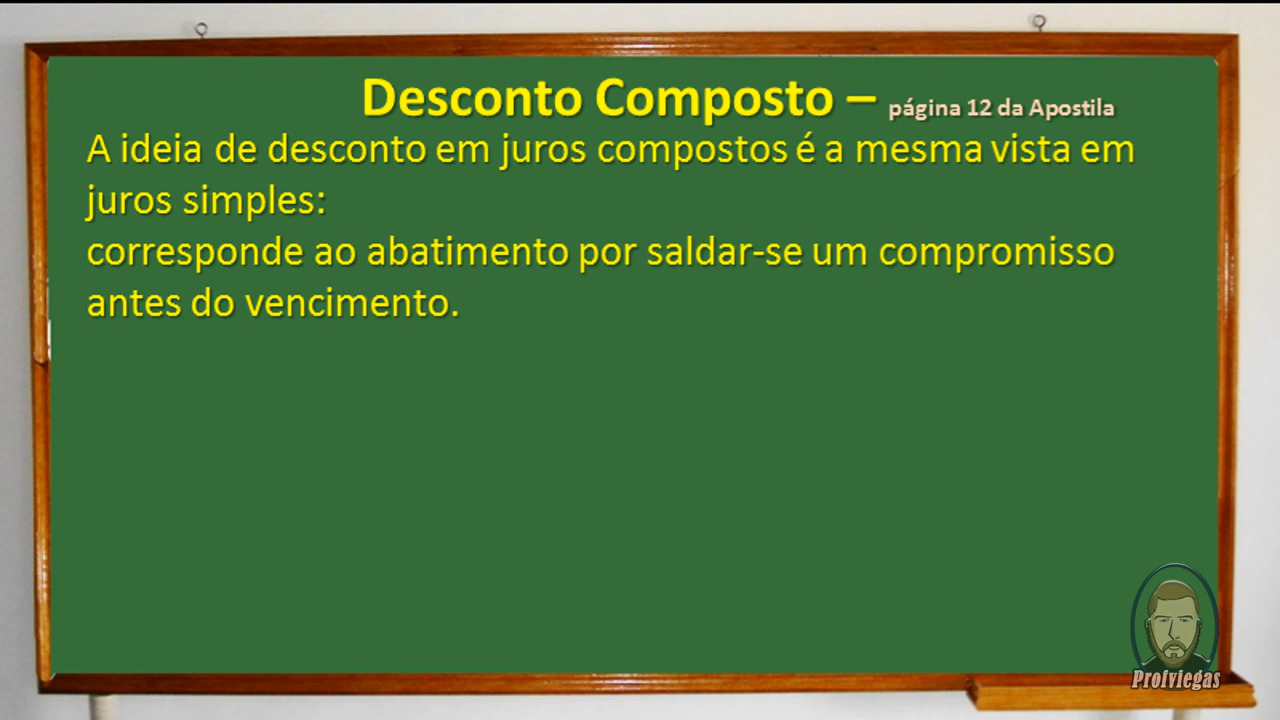 Desconto Composto – página 12 da Apostila
A ideia de desconto em juros compostos é a mesma vista em
juros simples:
corresponde ao abatimento por saldar-se um compromisso
antes do vencimento.
Profviegas